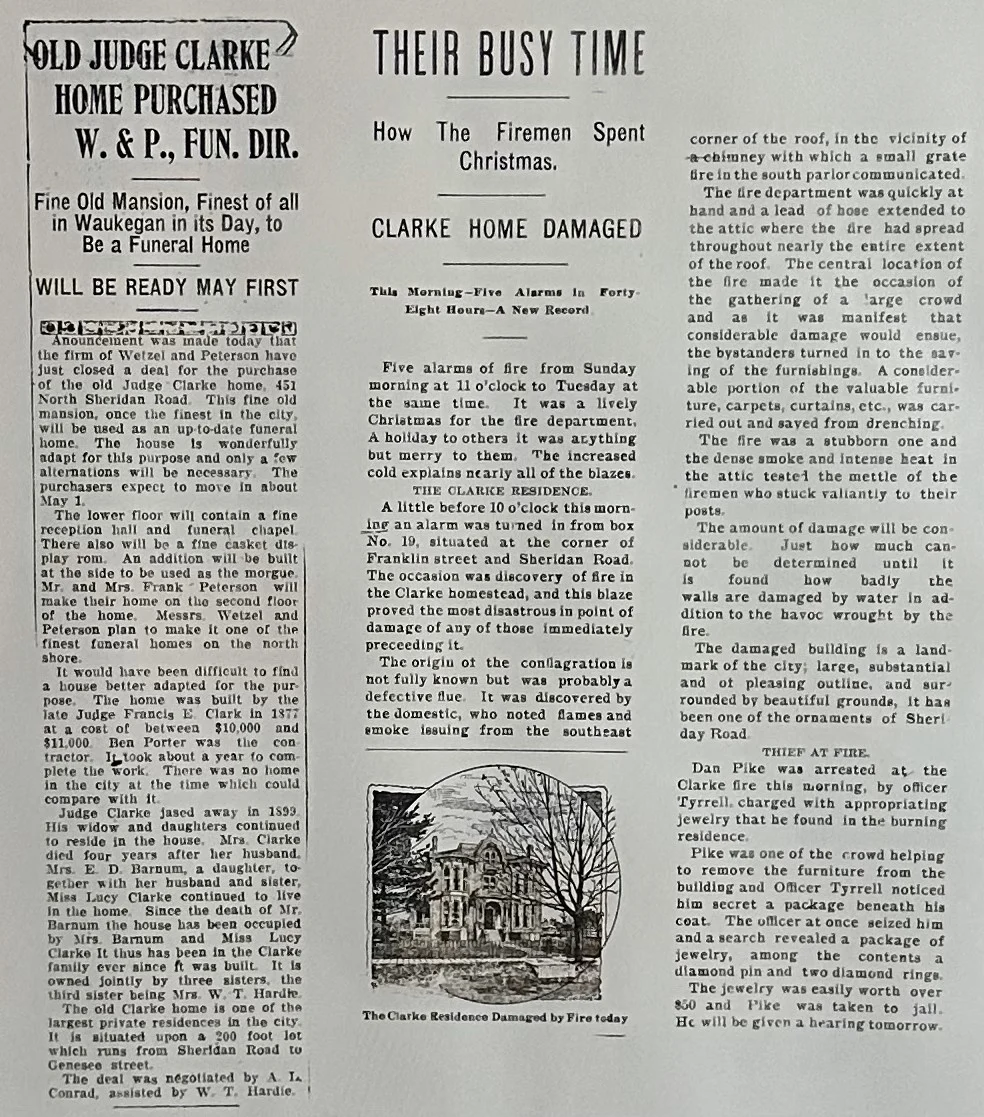 OLD JUDGE CLARKE
HOME PURCHASED
W. & P., FUN. DIR.
Fine Old Mansion, Finest of all
in Waukegan in its Day, to
Be a Funeral Home
WILL BE READY MAY FIRST
Anouncement was made today that
the firm of Wetzel and Peterson have
just closed a deal for the purchase
of the old Judge Clarke home, 451
North Sheridan Road. This fine old
mansion, once the finest in the city,
will be used as an up-to-date funeral
home. The house is wonderfully
adapt for this purpose and only a few
alternations will be necessary. The
purchasers expect to move in about
May 1.
The lower floor will contain a fine
reception hall and funeral chapel.
There also will be a fine casket dis-
play rom. An addition will be built
at the side to be used as the morgue.
Mr. and Mrs. Frank Peterson will
make their home on the second floor
of the home. Messrs. Wetzel and
Peterson plan to make it one of the
finest funeral homes on the north
shore.
It would have been difficult to find
a house better adapted for the pur-
pose. The home was built by the
late Judge Francis E. Clark in 1877
at a cost of between $10,000 and
$11,000. Ben Porter was the con
tractor. It took about a year to com-
plete the work. There was no home
in the city at the time which could
compare with it.
Judge Clarke jased away in 1899.
His widow and daughters continued
to reside in the house. Mrs. Clarke
died four years after her husband.
Mrs. E. D. Barnum, a daughter, to-
gether with her husband and sister,
Miss Lucy Clarke continued to live
in the home. Since the death of Mr.
Barnum the house has been occupied
by Mrs. Barnum and Miss Lucy
Clarke It thus has been in the Clarke
family ever since ft was built. It is
owned jointly by three sisters, the
third sister being Mrs. W. T. Hardie.
The old Clarke home is one of the
largest private residences in the city.
It is situated upon a 200 foot lot
which runs from Sheridan Road to
Genesee street.
The deal was negotiated by A. L.
Conrad, assisted by W. T. Hardie.
THEIR BUSY TIME
How The Firemen Spent
Christmas.
CLARKE HOME DAMAGED
This Morning—Five Alarms in Forty-
Eight Hours—A New Record
Five alarms of fire from Sunday
morning at 11 o'clock to Tuesday at
the same time. It was a lively
Christmas for the fire department,
A holiday to others it was anything
but merry to them. The increased
cold explains nearly all of the blazes.
THE CLARKE RESIDENCE.
A little before 10 o'clock this morn-
ing an alarm was turned in from box
No. 19, situated at the corner of
Franklin street and Sheridan Road.
The occasion was discovery of fire in
the Clarke homestead, and this blaze
proved the most disastrous in point of
damage of any of those immediately
preceeding it.
The origin of the conflagration is
not fully known but was probably a
defective flue. It was discovered by
the domestic, who noted flames and
smoke issuing from the southeast
The Clarke Residence Damaged by Fire today
corner of the roof, in the vicinity of
a chimney with which a small grate
fire in the south parlor communicated.
The fire department was quickly at
hand and a lead of hose extended to
the attic where the fire had spread
throughout nearly the entire extent
of the roof. The central location of
the fire made it the occasion of
the gathering of a large crowd
and as it was manifest that
considerable damage would ensue,
the bystanders turned in to the sav-
ing of the furnishings. A consider-
able portion of the valuable furni-
ture, carpets, curtains, etc., was car-
ried out and sayed from drenching.
The fire was a stubborn one and
the dense smoke and intense heat in
the attic tested the mettle of the
firemen who stuck valiantly to their
posts.
The amount of damage will be con-
siderable. Just how much can-
not be determined until it
is found how badly the
walls are damaged by water in ad-
dition to the havoc wrought by the
fire.
The damaged building is a land-
mark of the city; large, substantial
and of pleasing outline, and sur-
rounded by beautiful grounds, it has
been one of the ornaments of Sheri
day Road.
THIEF AT FIRE.
Dan Pike was arrested at the
Clarke fire this morning, by officer
Tyrrell, charged with appropriating
jewelry that he found in the burning
residence.
Pike was one of the crowd helping
to remove the furniture from the
building and Officer Tyrrell noticed
him secret a package beneath his
coat. The officer at once seized him
and a search revealed a package of
jewelry, among the contents a
diamond pin and two diamond rings.
The jewelry was easily worth over
$50 and Pike was taken to jail.
He will be given a hearing tomorrow.